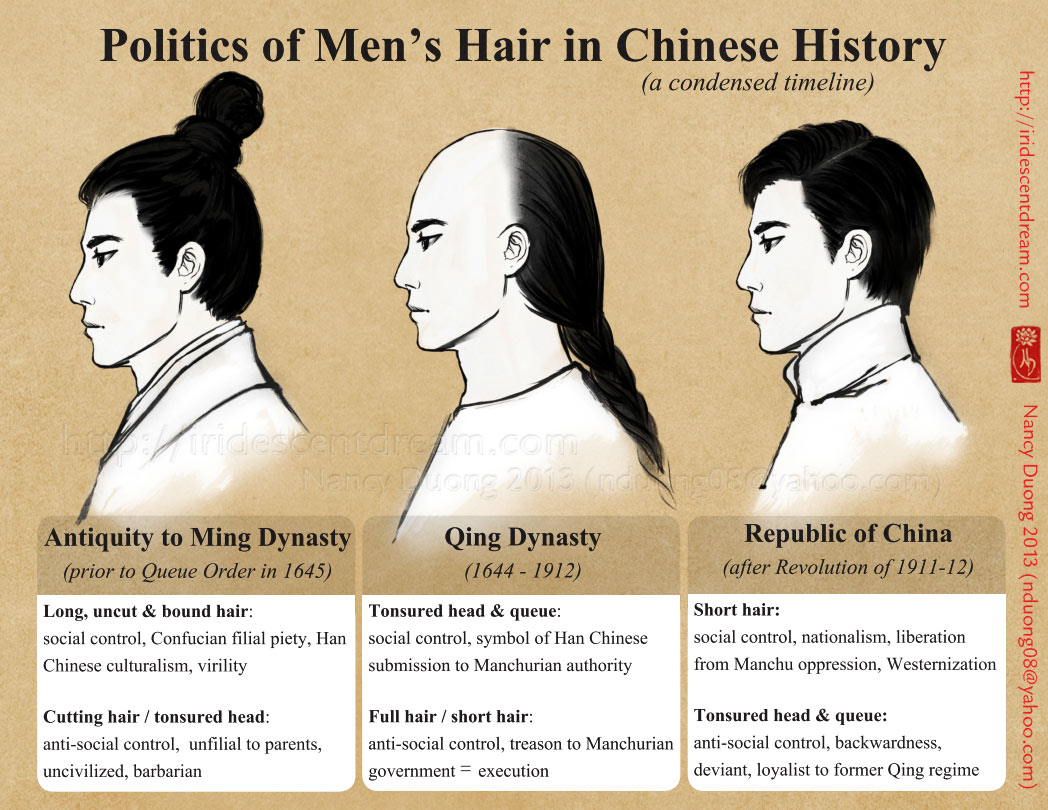 Politics of Men's Hair in Chinese History
(a condensed timeline)
http://iridescentdream.com
Nancy Duong 2013 (nduong08@yahoo.com)
http://iridescentdream.com
Nancy Duong 2013 (nduong08@yahoo.com)
Antiquity to Ming Dynasty
(prior to Queue Order in 1645)
Long, uncut & bound hair:
social control, Confucian filial piety, Han
Chinese culturalism, virility
Cutting hair / tonsured head:
anti-social control, unfilial to parents,
uncivilized, barbarian
Qing Dynasty
(1644 - 1912)
Tonsured head & queue:
social control, symbol of Han Chinese
submission to Manchurian authority
Full hair / short hair:
anti-social control, treason to Manchurian
government = execution
Republic of China
(after Revolution of 1911-12)
Short hair:
social control, nationalism, liberation
from Manchu oppression, Westernization
Tonsured head & queue:
anti-social control, backwardness,
deviant, loyalist to former Qing regime